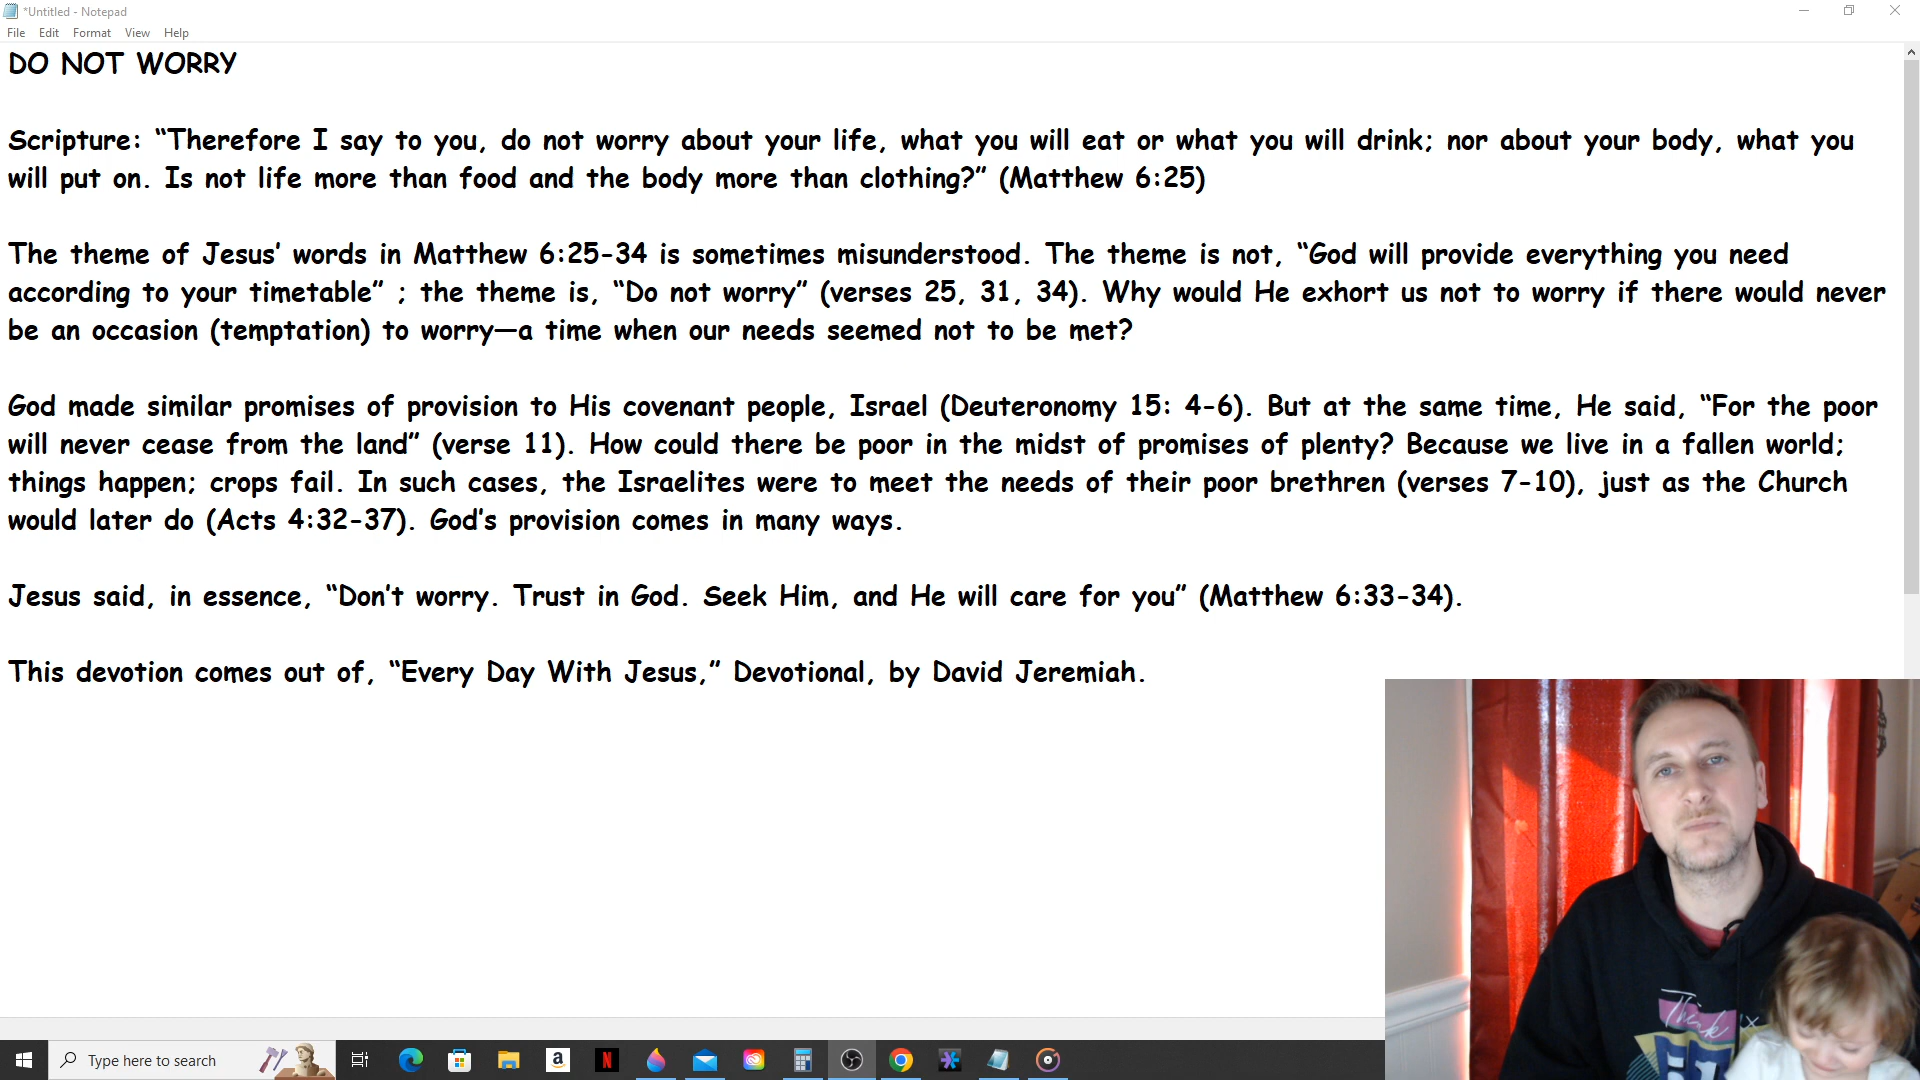 *Untitled - Notepad
File Edit Format View Help
DO NOT WORRY
Scripture: “Therefore I say to you, do not worry about your life, what you will eat or what you will drink; nor about your body, what you
will put on. Is not life more than food and the body more than clothing?” (Matthew 6:25)
The theme of Jesus’ words in Matthew 6:25-34 is sometimes misunderstood. The theme is not, “God will provide everything you need
according to your timetable” ; the theme is, “Do not worry” (verses 25, 31, 34). Why would He exhort us not to worry if there would never
be an occasion (temptation) to worry—a time when our needs seemed not to be met?
God made similar promises of provision to His covenant people, Israel (Deuteronomy 15: 4-6). But at the same time, He said, “For the poor
will never cease from the land” (verse 11). How could there be poor in the midst of promises of plenty? Because we live in a fallen world;
things happen; crops fail. In such cases, the Israelites were to meet the needs of their poor brethren (verses 7-10), just as the Church
would later do (Acts 4:32-37). God’s provision comes in many ways.
Jesus said, in essence, “Don’t worry. Trust in God. Seek Him, and He will care for you” (Matthew 6:33-34).
This devotion comes out of, “Every Day With Jesus,” Devotional, by David Jeremiah.
Think
Type here to search
a
N